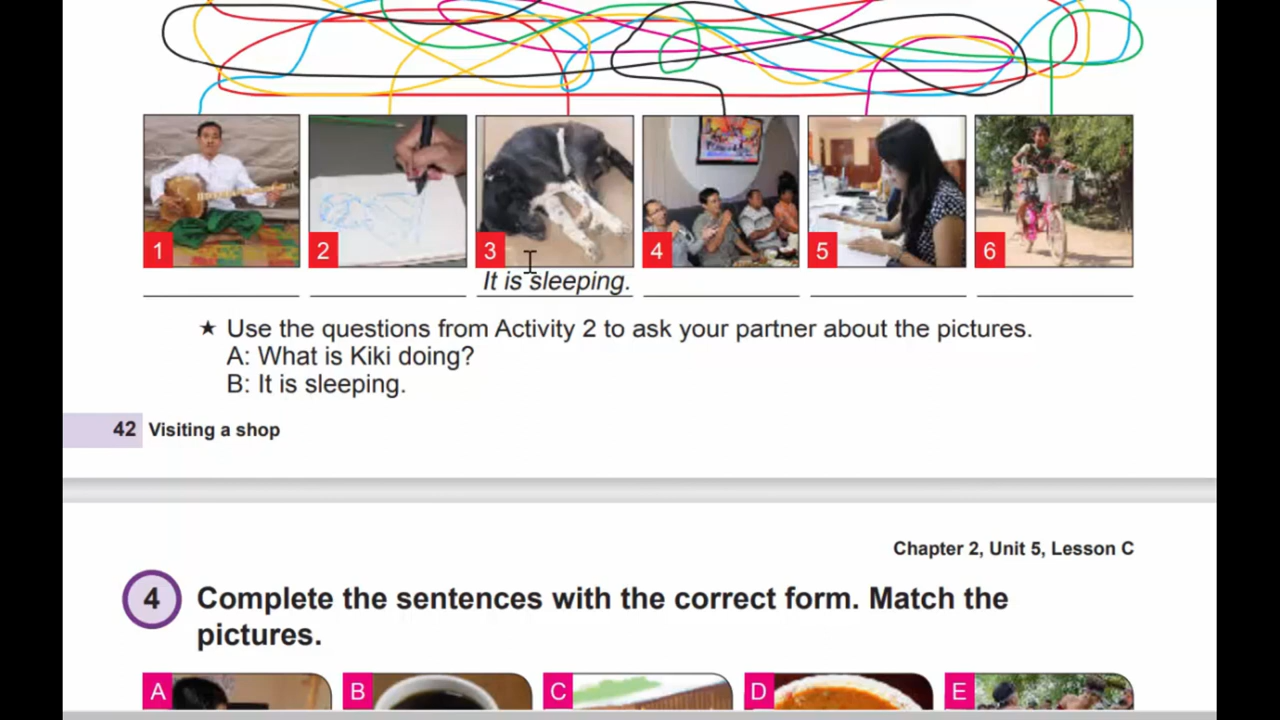 1 2 3 4 5 6
It is sleeping.
★ Use the questions from Activity 2 to ask your partner about the pictures.
A: What is Kiki doing?
B: It is sleeping.
42 Visiting a shop
Chapter 2, Unit 5, Lesson C
4 Complete the sentences with the correct form. Match the
pictures.
A B C D E